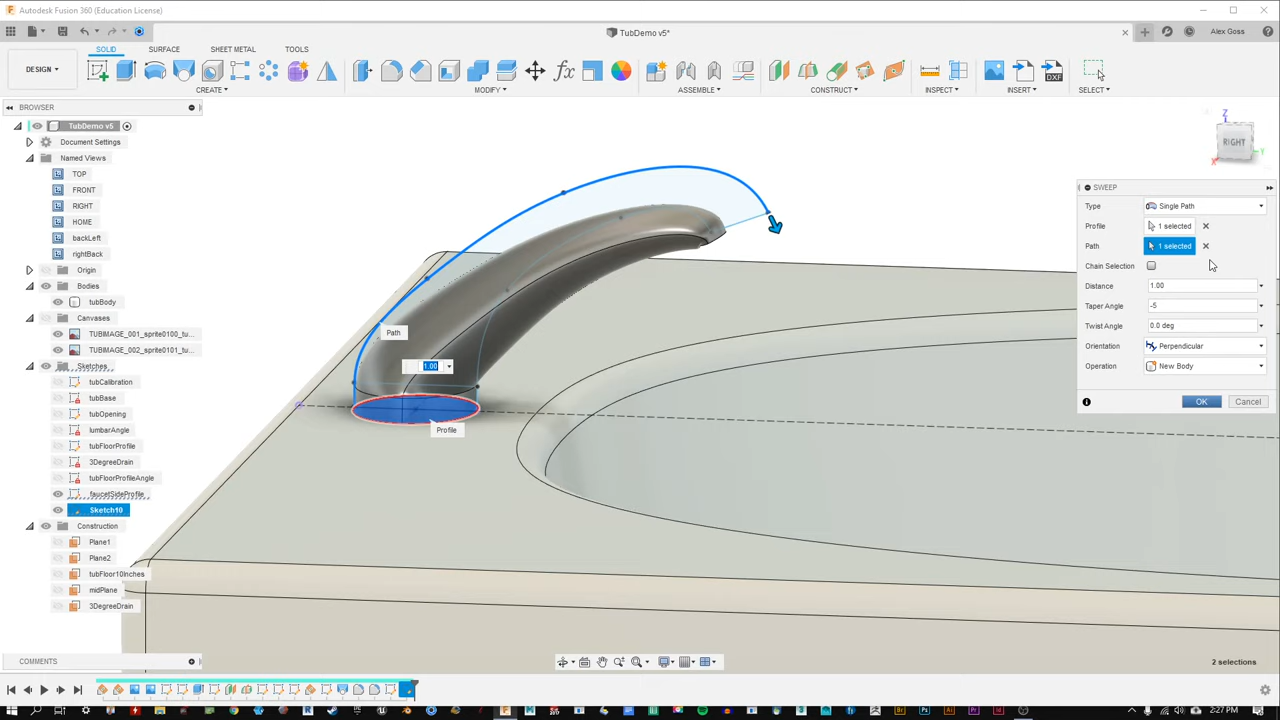 Autodesk Fusion 360 (Education License)
TubDemo v5*
Alex Goss
SOLID
SURFACE
SHEET METAL
TOOLS
DESIGN
CREATE
MODIFY
ASSEMBLE
CONSTRUCT
INSPECT
INSERT
SELECT
DXF
BROWSER
TubDemo v5
Document Settings
Named Views
TOP
FRONT
RIGHT
HOME
backLeft
rightBack
Origin
Bodies
tubBody
Canvases
TUBIMAGE_001_sprite0100_tu...
TUBIMAGE_002_sprite0101_tu...
Sketches
tubCalibration
tubBase
tubOpening
lumbarAngle
tubFloorProfile
3DegreeDrain
tubFloorProfileAngle
faucetSideProfile
Sketch10
Construction
Plane1
Plane2
tubFloor10Inches
midPlane
3DegreeDrain
Path
1.00
Profile
Z
RIGHT
X
Y
SWEEP
Type Single Path
Profile 1 selected
Path 1 selected
Chain Selection
Distance 1.00
Taper Angle -5
Twist Angle 0.0 deg
Orientation Perpendicular
Operation New Body
OK Cancel
COMMENTS
2 selections
2:27 PM